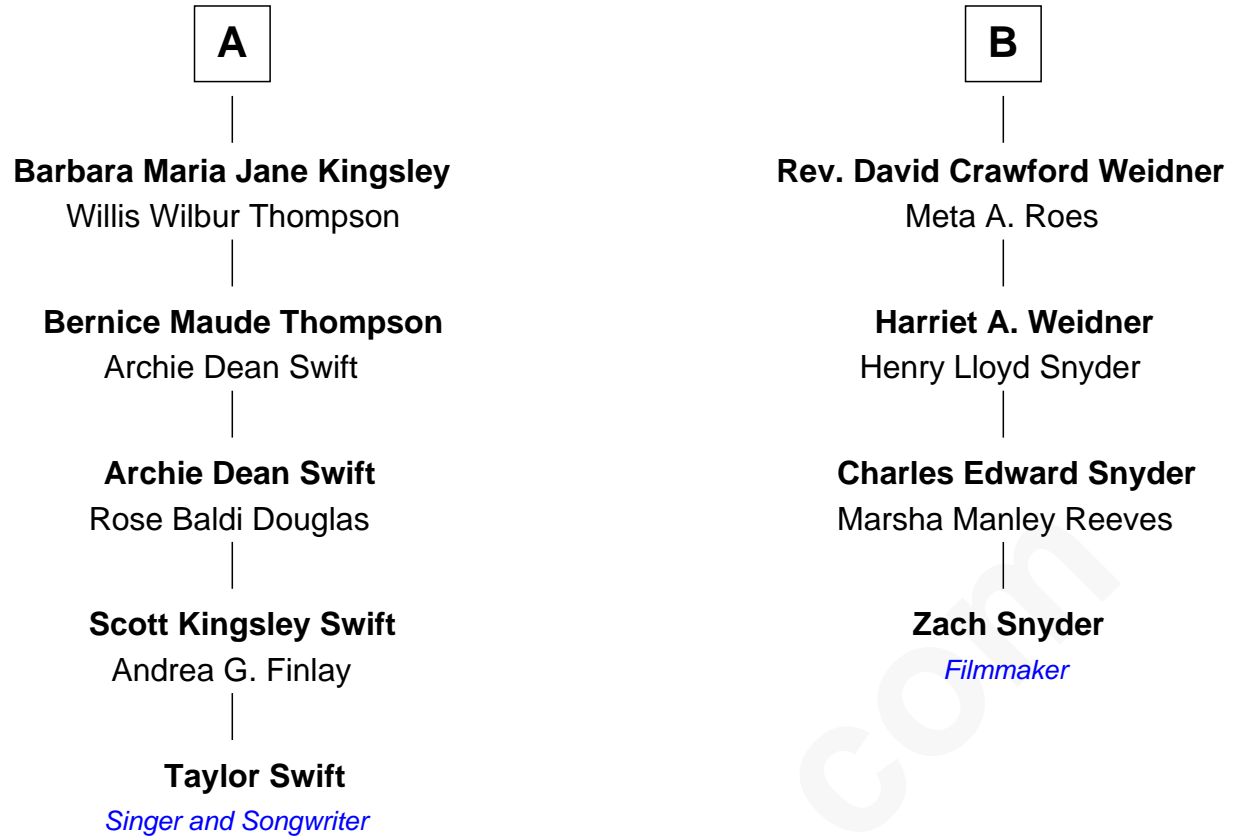 A
Barbara Maria Jane Kingsley
Willis Wilbur Thompson
Bernice Maude Thompson
Archie Dean Swift
Archie Dean Swift
Rose Baldi Douglas
Scott Kingsley Swift
Andrea G. Finlay
Taylor Swift
Singer and Songwriter
B
Rev. David Crawford Weidner
Meta A. Roes
Harriet A. Weidner
Henry Lloyd Snyder
Charles Edward Snyder
Marsha Manley Reeves
Zach Snyder
Filmmaker
com